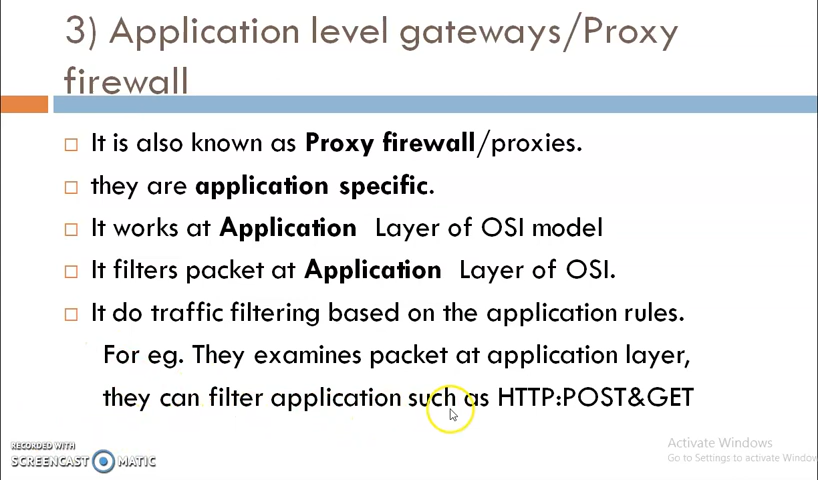 3) Application level gateways/Proxy
firewall
It is also known as Proxy firewall/proxies.
they are application specific.
It works at Application Layer of OSI model
It filters packet at Application Layer of OSI.
It do traffic filtering based on the application rules.
For eg. They examines packet at application layer,
they can filter application such as HTTP:POST&GET
RECORDED WITH
SCREENCAST MATIC
Activate Windows
Go to Settings to activate Window